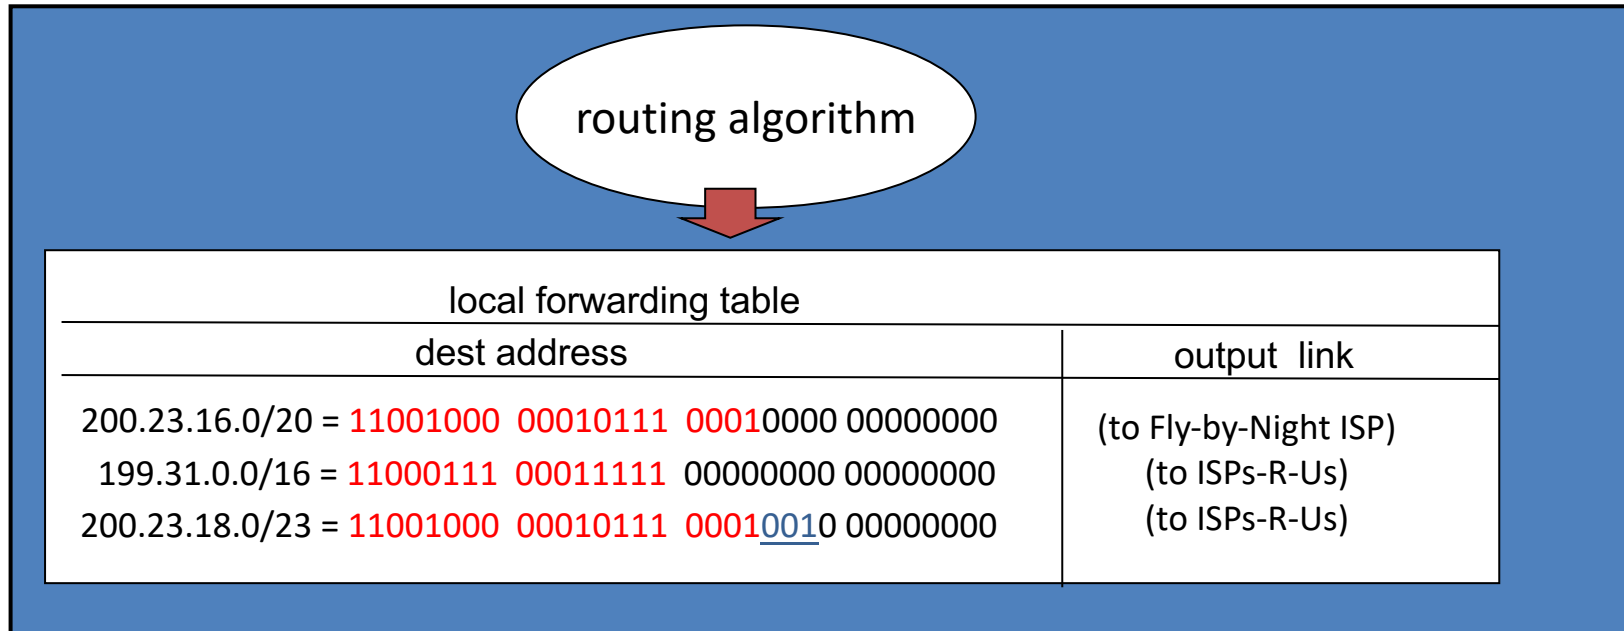 routing algorithm
local forwarding table
dest address output link
200.23.16.0/20 = 11001000 00010111 00010000 00000000 (to Fly-by-Night ISP)
199.31.0.0/16 = 11000111 00011111 00000000 00000000 (to ISPs-R-Us)
200.23.18.0/23 = 11001000 00010111 00010010 00000000 (to ISPs-R-Us)